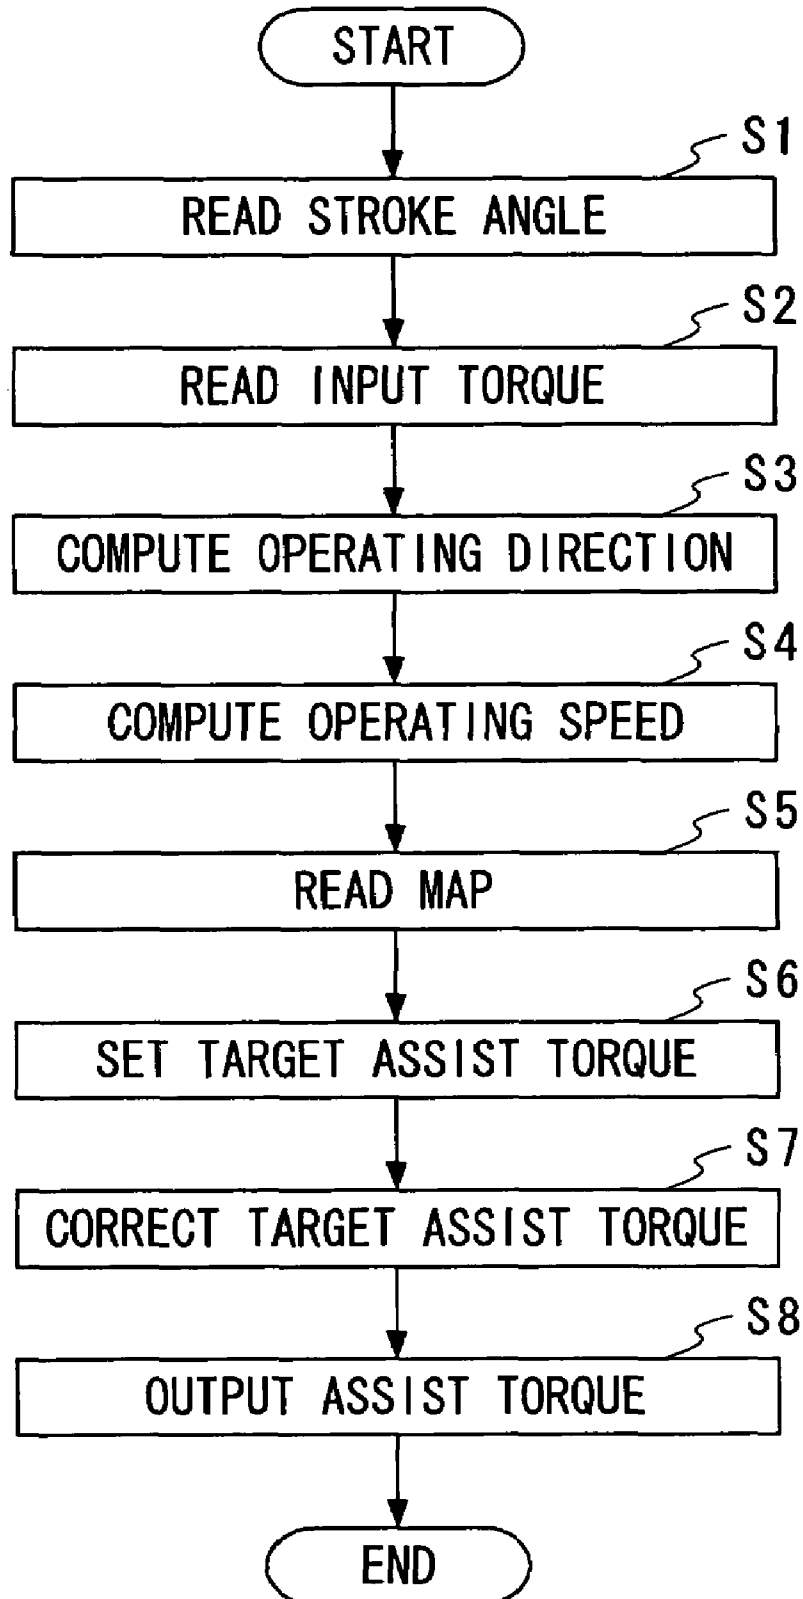 START
S1
READ STROKE ANGLE
S2
READ INPUT TORQUE
S3
COMPUTE OPERATING DIRECTION
S4
COMPUTE OPERATING SPEED
S5
READ MAP
S6
SET TARGET ASSIST TORQUE
S7
CORRECT TARGET ASSIST TORQUE
S8
OUTPUT ASSIST TORQUE
END